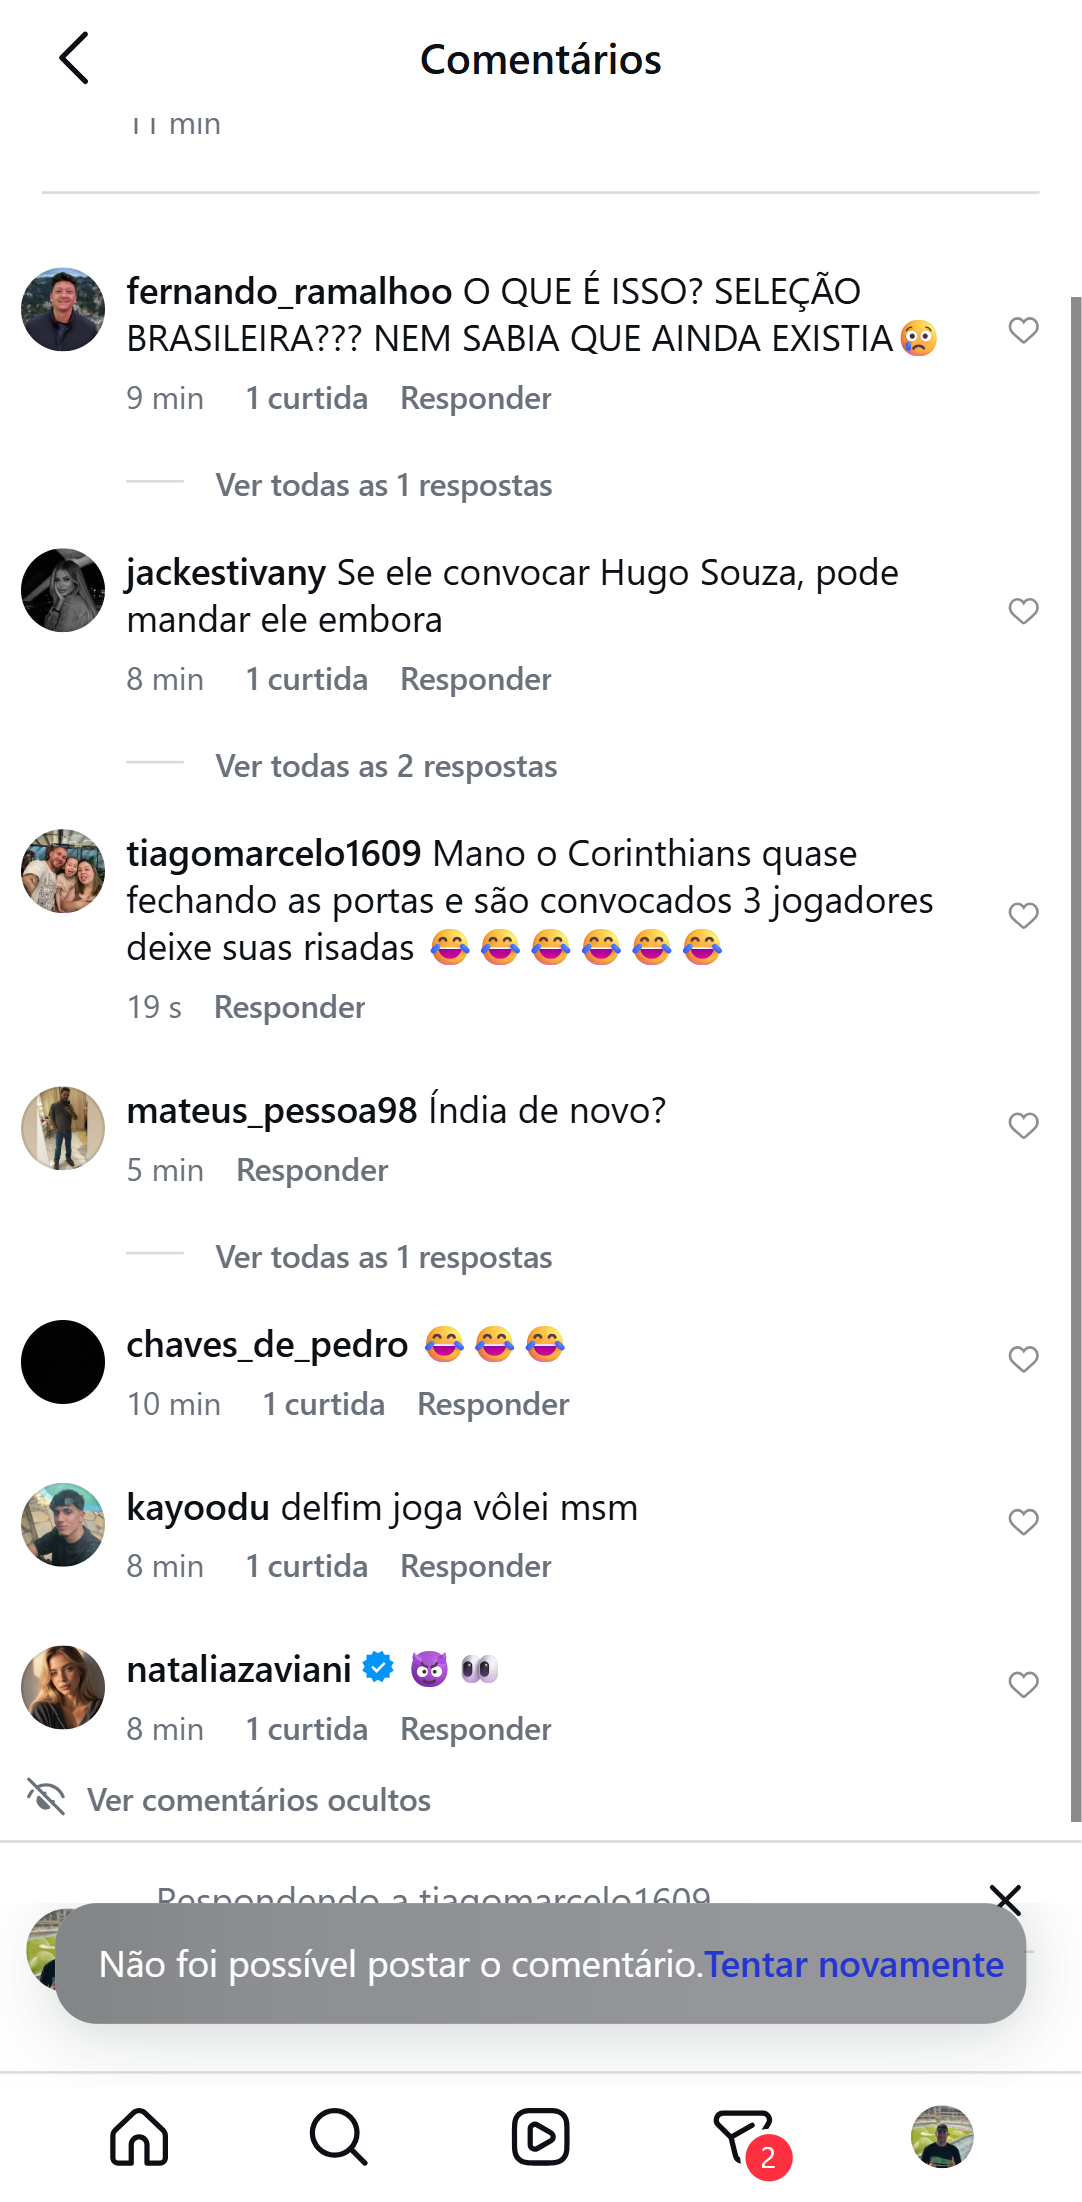 Comentários
11 min
fernando_ramalhoo O QUE É ISSO? SELEÇÃO
BRASILEIRA??? NEM SABIA QUE AINDA EXISTIA😢
9 min 1 curtida Responder
Ver todas as 1 respostas
jackestivany Se ele convocar Hugo Souza, pode
mandar ele embora
8 min 1 curtida Responder
Ver todas as 2 respostas
tiagomarcelo1609 Mano o Corinthians quase
fechando as portas e são convocados 3 jogadores
deixe suas risadas 😂😂😂😂😂😂
19 s Responder
mateus_pessoa98 Índia de novo?
5 min Responder
Ver todas as 1 respostas
chaves_de_pedro 😂😂😂
10 min 1 curtida Responder
kayoodu delfim joga vôlei msm
8 min 1 curtida Responder
nataliazaviani 😈👀
8 min 1 curtida Responder
Ver comentários ocultos
Respondendo a tiagomarcelo1609
Não foi possível postar o comentário.Tentar novamente
2